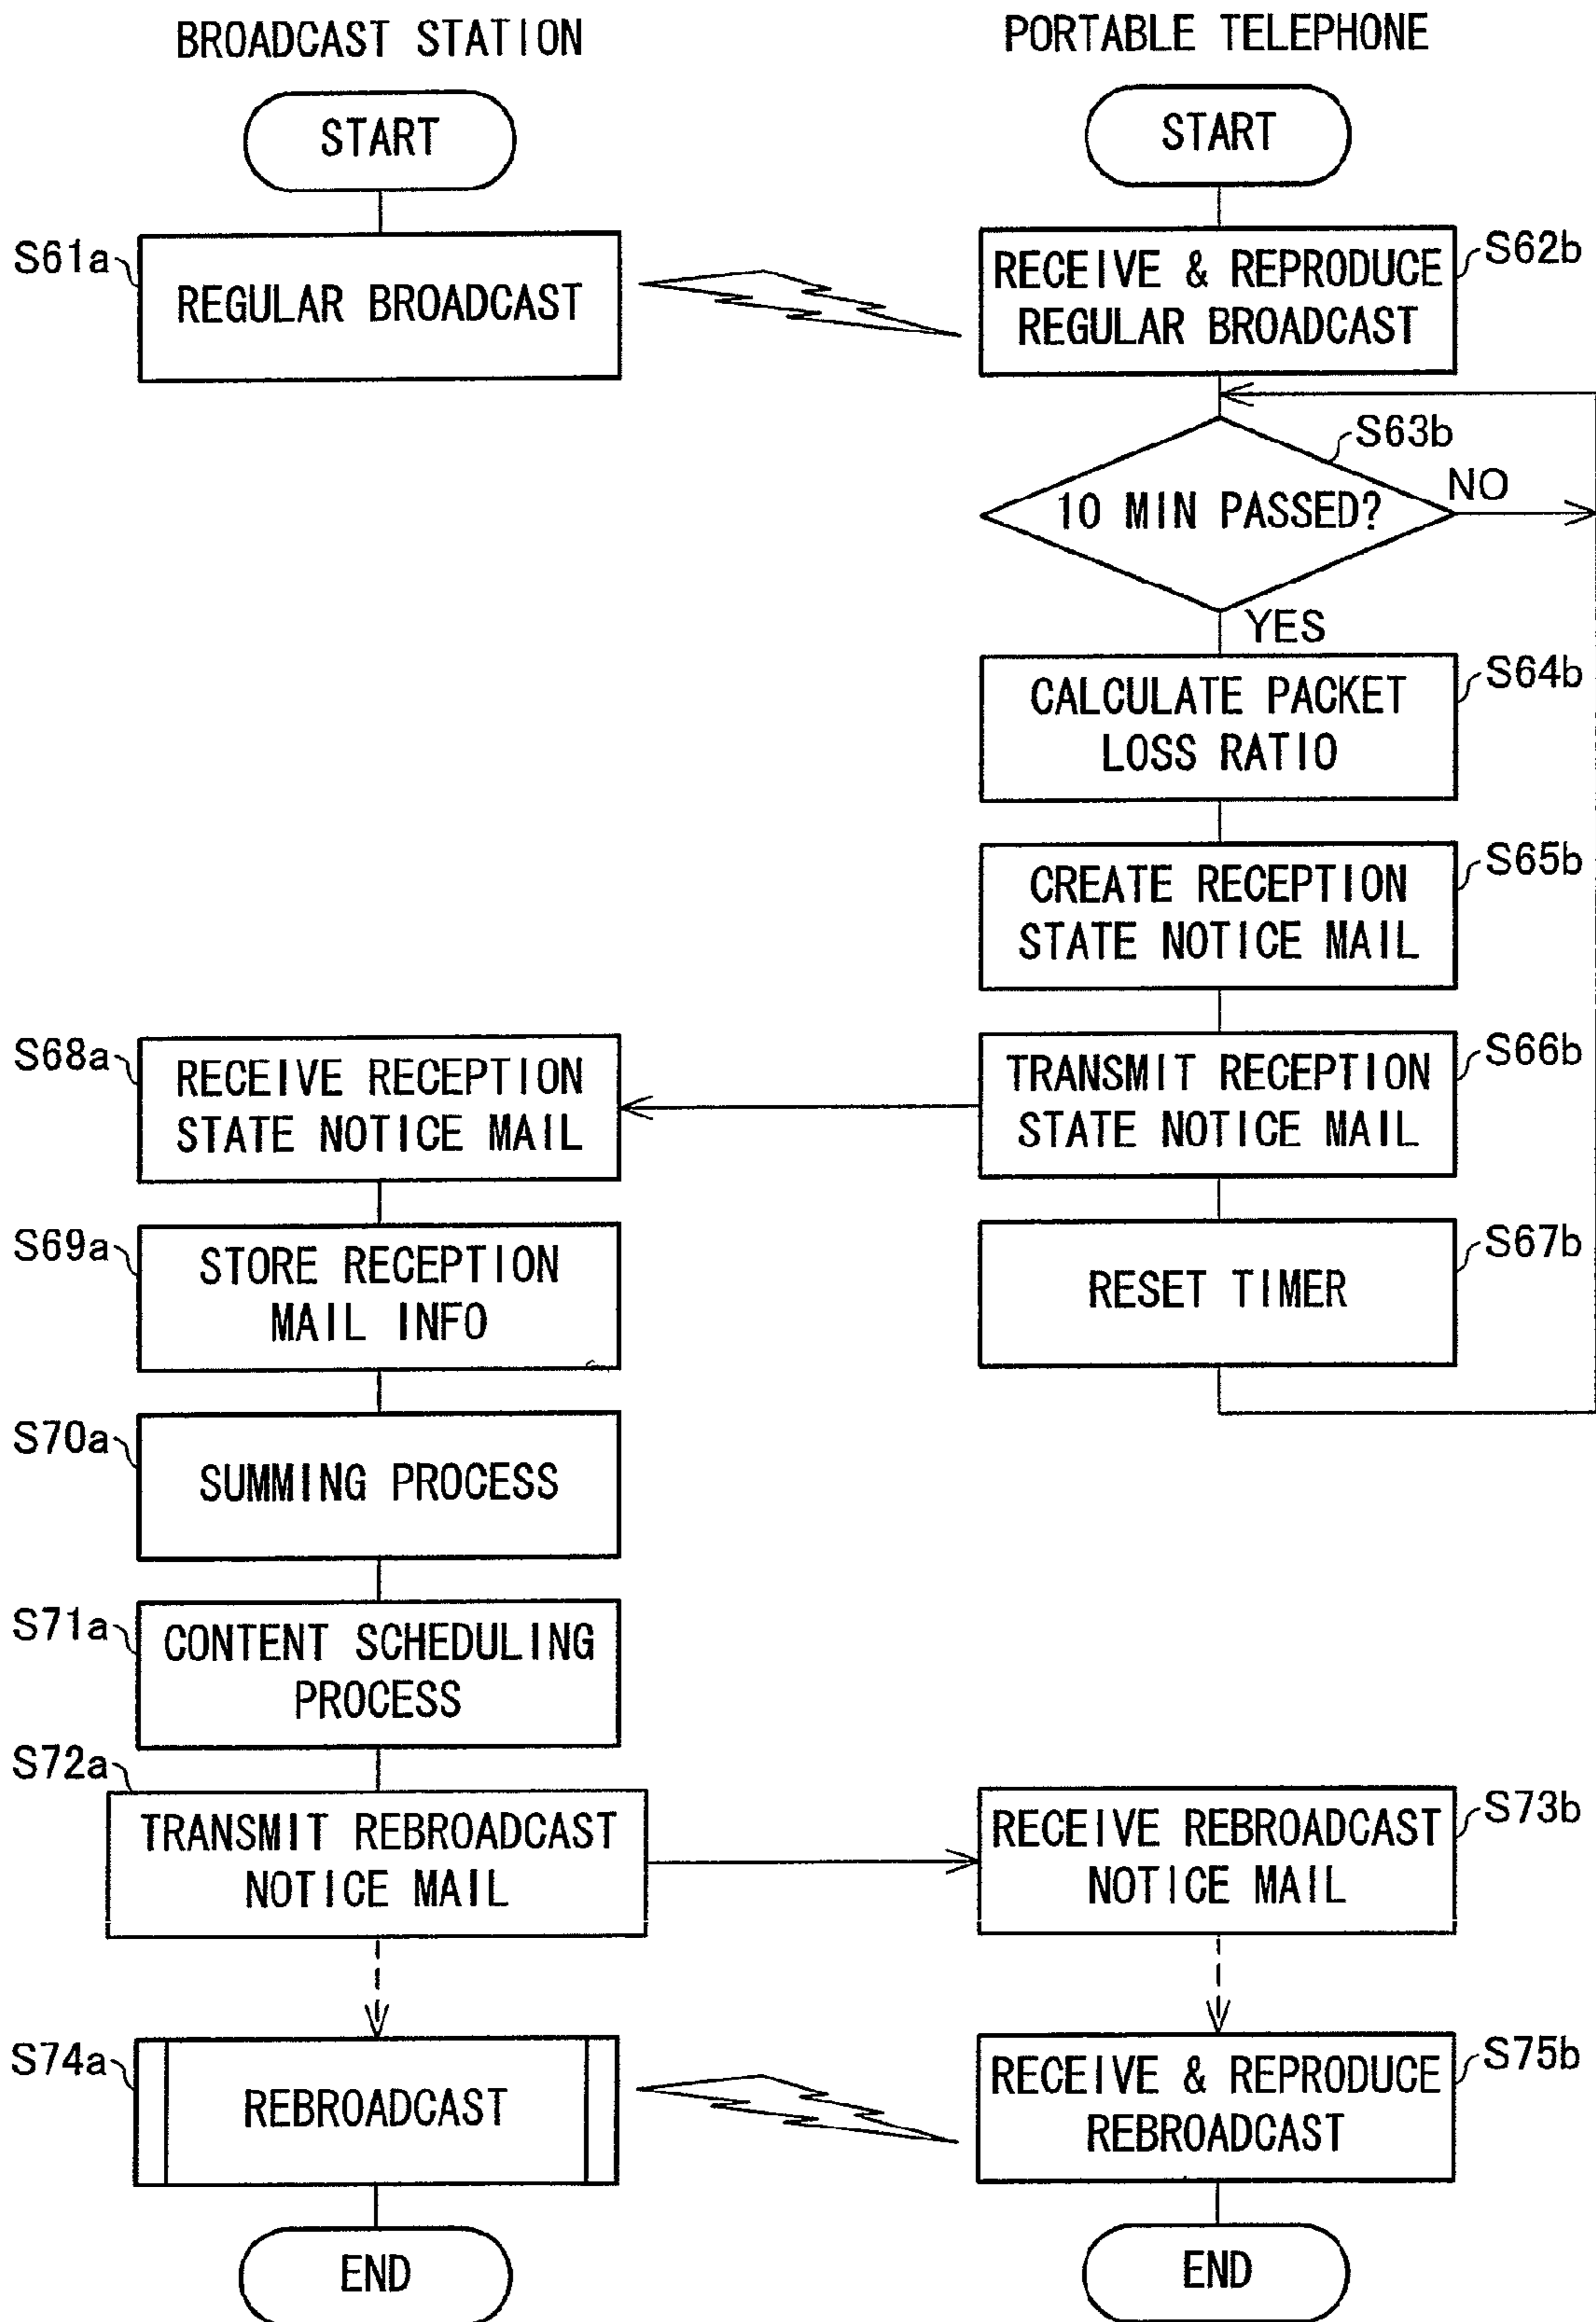 BROADCAST STATION
PORTABLE TELEPHONE
START
START
S61a
REGULAR BROADCAST
RECEIVE & REPRODUCE
REGULAR BROADCAST
S62b
S63b
10 MIN PASSED?
NO
YES
CALCULATE PACKET
LOSS RATIO
S64b
CREATE RECEPTION
STATE NOTICE MAIL
S65b
S68a
RECEIVE RECEPTION
STATE NOTICE MAIL
TRANSMIT RECEPTION
STATE NOTICE MAIL
S66b
S69a
STORE RECEPTION
MAIL INFO
RESET TIMER
S67b
S70a
SUMMING PROCESS
S71a
CONTENT SCHEDULING
PROCESS
S72a
TRANSMIT REBROADCAST
NOTICE MAIL
RECEIVE REBROADCAST
NOTICE MAIL
S73b
S74a
REBROADCAST
RECEIVE & REPRODUCE
REBROADCAST
S75b
END
END